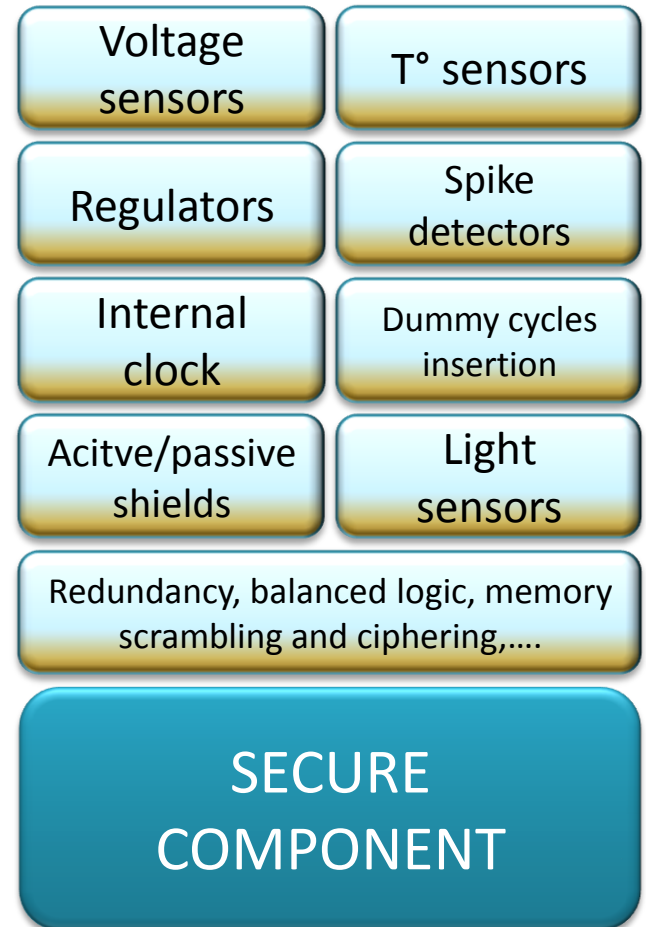 Voltage
sensors
T° sensors
Regulators
Spike
detectors
Internal
clock
Dummy cycles
insertion
Acitve/passive
shields
Light
sensors
Redundancy, balanced logic, memory
scrambling and ciphering,....
SECURE
COMPONENT